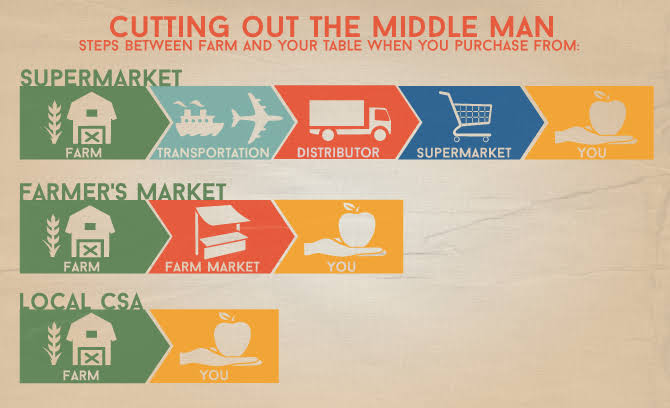 CUTTING OUT THE MIDDLE MAN
STEPS BETWEEN FARM AND YOUR TABLE WHEN YOU PURCHASE FROM:
SUPERMARKET
FARM
TRANSPORTATION
DISTRIBUTOR
SUPERMARKET
YOU
FARMER'S MARKET
FARM
FARM MARKET
YOU
LOCAL CSA
FARM
YOU